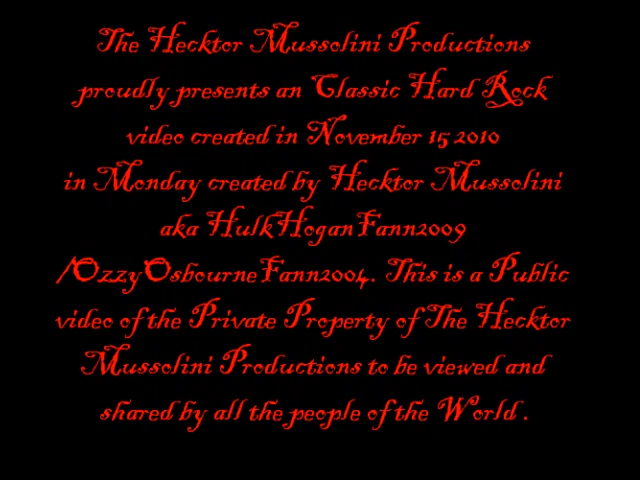 The Hecktor Mussolini Productions
proudly presents an Classic Hard Rock
video created in November 15 2010
in Monday created by Hecktor Mussolini
aka HulkHoganFann2009
/OzzyOsbourneFann2004. This is a Public
video of the Private Property of The Hecktor
Mussolini Productions to be viewed and
shared by all the people of the World .